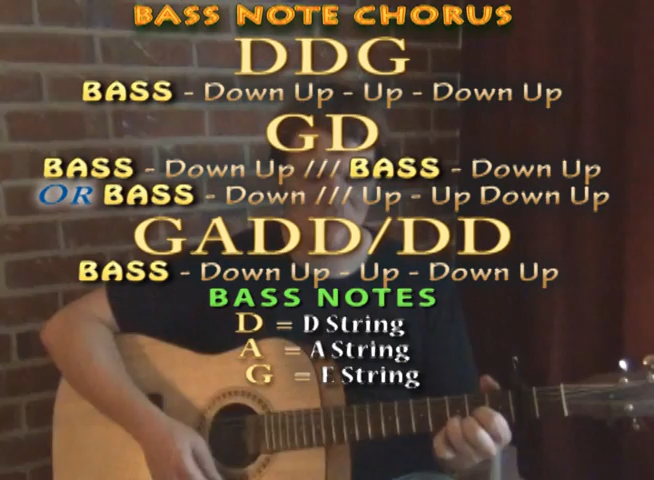 BASS NOTE CHORUS
DDG
BASS - Down Up - Up - Down Up
GD
BASS - Down Up /// BASS - Down Up
OR BASS - Down /// Up - Up Down Up
GADD/DD
BASS - Down Up - Up - Down Up
BASS NOTES
D = D String
A = A String
G = E String